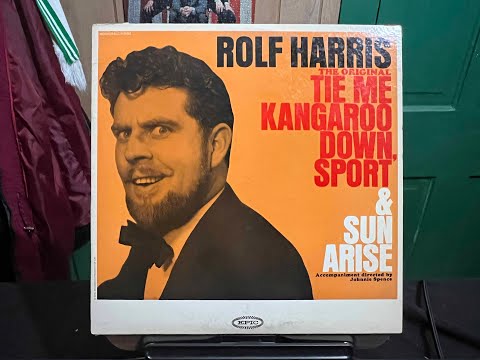 ROLF HARRIS
THE ORIGINAL
TIE ME
KANGAROO
DOWN,
SPORT
&
SUN
ARISE
Accompaniment directed by
Johnnie Spence
EPIC